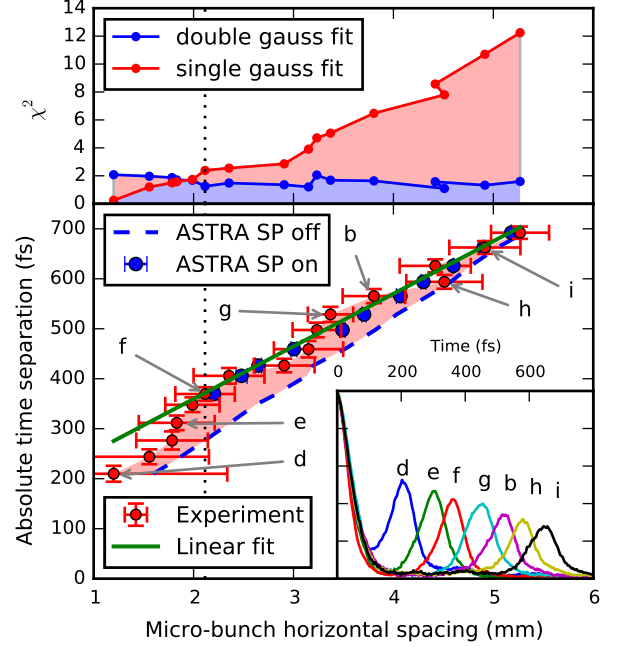 14
12
10
8
6
4
2
0
χ²
double gauss fit
single gauss fit
700
600
500
400
300
200
100
0
Absolute time separation (fs)
ASTRA SP off
ASTRA SP on
b
g
f
i
h
e
d
Time (fs)
0 200 400 600
d e f g b h i
Experiment
Linear fit
1 2 3 4 5 6
Micro-bunch horizontal spacing (mm)